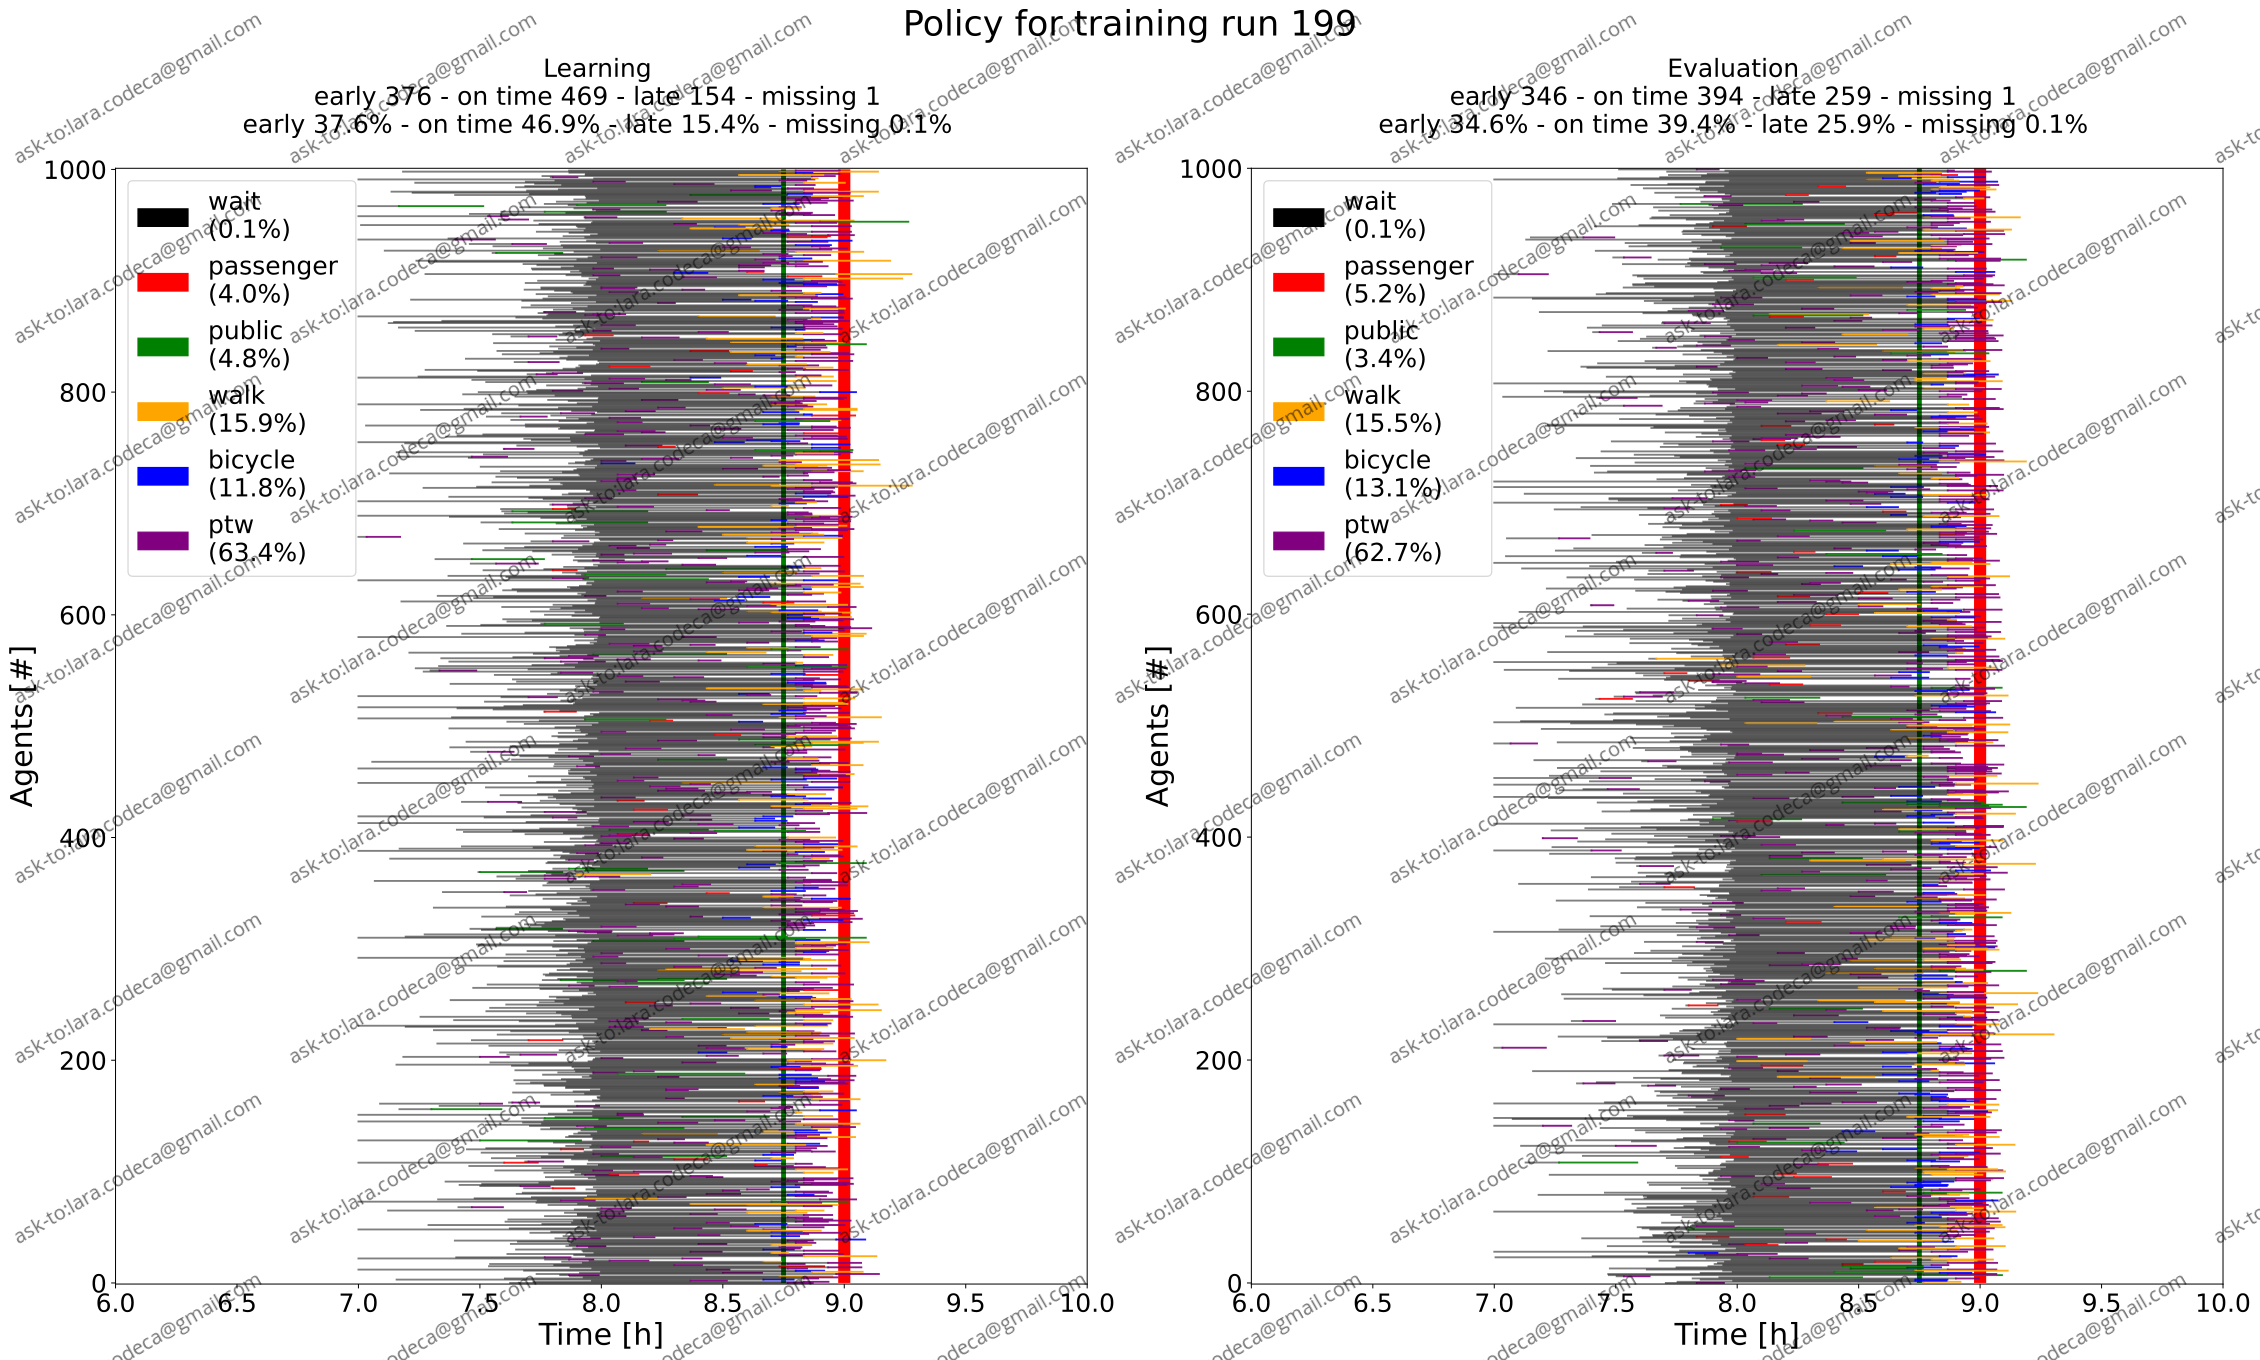 Policy for training run 199
Learning
early 376 - on time 469 - late 154 - missing 1
early 37.6% - on time 46.9% - late 15.4% - missing 0.1%
1000
800
600
400
200
0
Agents [#]
wait
(0.1%)
passenger
(4.0%)
public
(4.8%)
walk
(15.9%)
bicycle
(11.8%)
ptw
(63.4%)
6.0 6.5 7.0 7.5 8.0 8.5 9.0 9.5 10.0
Time [h]
Evaluation
early 346 - on time 394 - late 259 - missing 1
early 34.6% - on time 39.4% - late 25.9% - missing 0.1%
1000
800
600
400
200
0
Agents [#]
wait
(0.1%)
passenger
(5.2%)
public
(3.4%)
walk
(15.5%)
bicycle
(13.1%)
ptw
(62.7%)
6.0 6.5 7.0 7.5 8.0 8.5 9.0 9.5 10.0
Time [h]
ask-to:lara.codeca@gmail.com